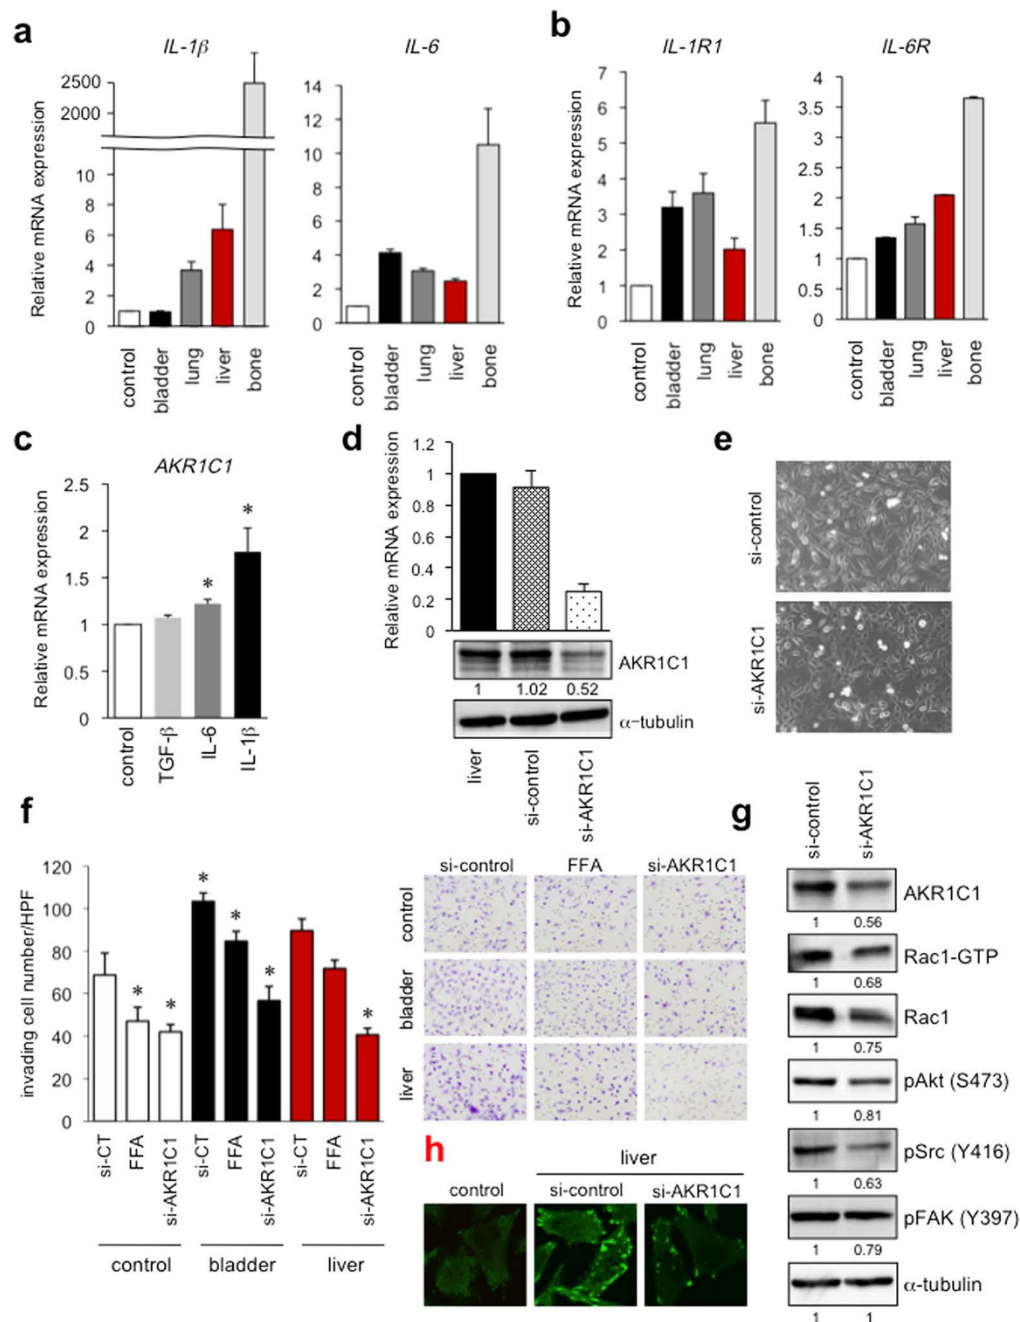 a
IL-1β
Relative mRNA expression
2500
2000
10
8
6
4
2
0
control
bladder
lung
liver
bone
IL-6
14
12
10
8
6
4
2
0
control
bladder
lung
liver
bone
b
IL-1R1
Relative mRNA expression
7
6
5
4
3
2
1
0
control
bladder
lung
liver
bone
IL-6R
4
3.5
3
2.5
2
1.5
1
0.5
0
control
bladder
lung
liver
bone
c
AKR1C1
Relative mRNA expression
2.5
2
1.5
1
0.5
0
*
*
control
TGF-β
IL-6
IL-1β
d
Relative mRNA expression
1.2
1
0.8
0.6
0.4
0.2
0
AKR1C1
1 1.02 0.52
α-tubulin
liver
si-control
si-AKR1C1
e
si-control
si-AKR1C1
f
invading cell number/HPF
120
100
80
60
40
20
0
* * * * * *
si-CT
FFA
si-AKR1C1
si-CT
FFA
si-AKR1C1
si-CT
FFA
si-AKR1C1
control bladder liver
si-control FFA si-AKR1C1
control
bladder
liver
g
si-control
si-AKR1C1
AKR1C1
1 0.56
Rac1-GTP
1 0.68
Rac1
1 0.75
pAkt (S473)
1 0.81
pSrc (Y416)
1 0.63
pFAK (Y397)
1 0.79
α-tubulin
1 1
h
liver
control si-control si-AKR1C1